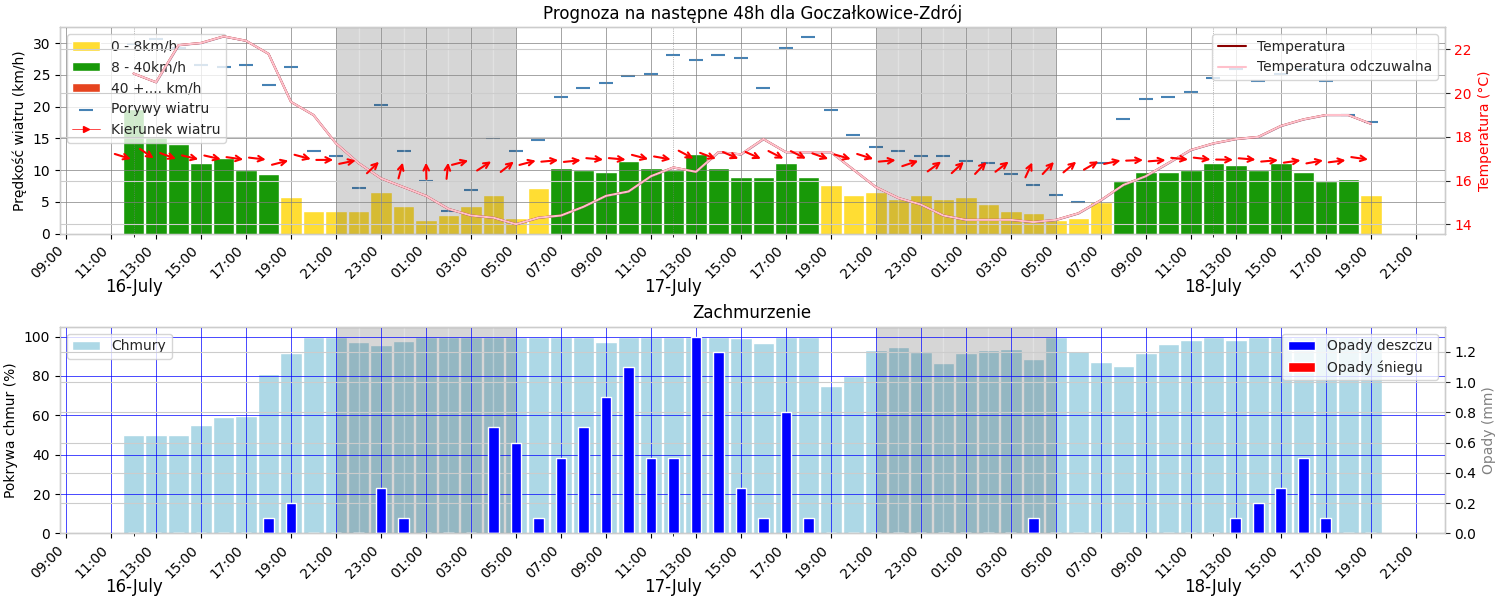 Prognoza na następne 48h dla Goczałkowice-Zdrój
Prędkość wiatru (km/h)
30
25
20
15
10
5
0
0 - 8km/h
8 - 40km/h
40 +.... km/h
Porywy wiatru
Kierunek wiatru
Temperatura
Temperatura odczuwalna
22
20
18
16
14
Temperatura (°C)
09:00 11:00 13:00 15:00 17:00 19:00 21:00 23:00 01:00 03:00 05:00 07:00 09:00 11:00 13:00 15:00 17:00 19:00 21:00 23:00 01:00 03:00 05:00 07:00 09:00 11:00 13:00 15:00 17:00 19:00 21:00
16-July 17-July 18-July
Zachmurzenie
Pokrywa chmur (%)
100
80
60
40
20
0
Chmury
Opady deszczu
Opady śniegu
1.2
1.0
0.8
0.6
0.4
0.2
0.0
Opady (mm)
09:00 11:00 13:00 15:00 17:00 19:00 21:00 23:00 01:00 03:00 05:00 07:00 09:00 11:00 13:00 15:00 17:00 19:00 21:00 23:00 01:00 03:00 05:00 07:00 09:00 11:00 13:00 15:00 17:00 19:00 21:00
16-July 17-July 18-July